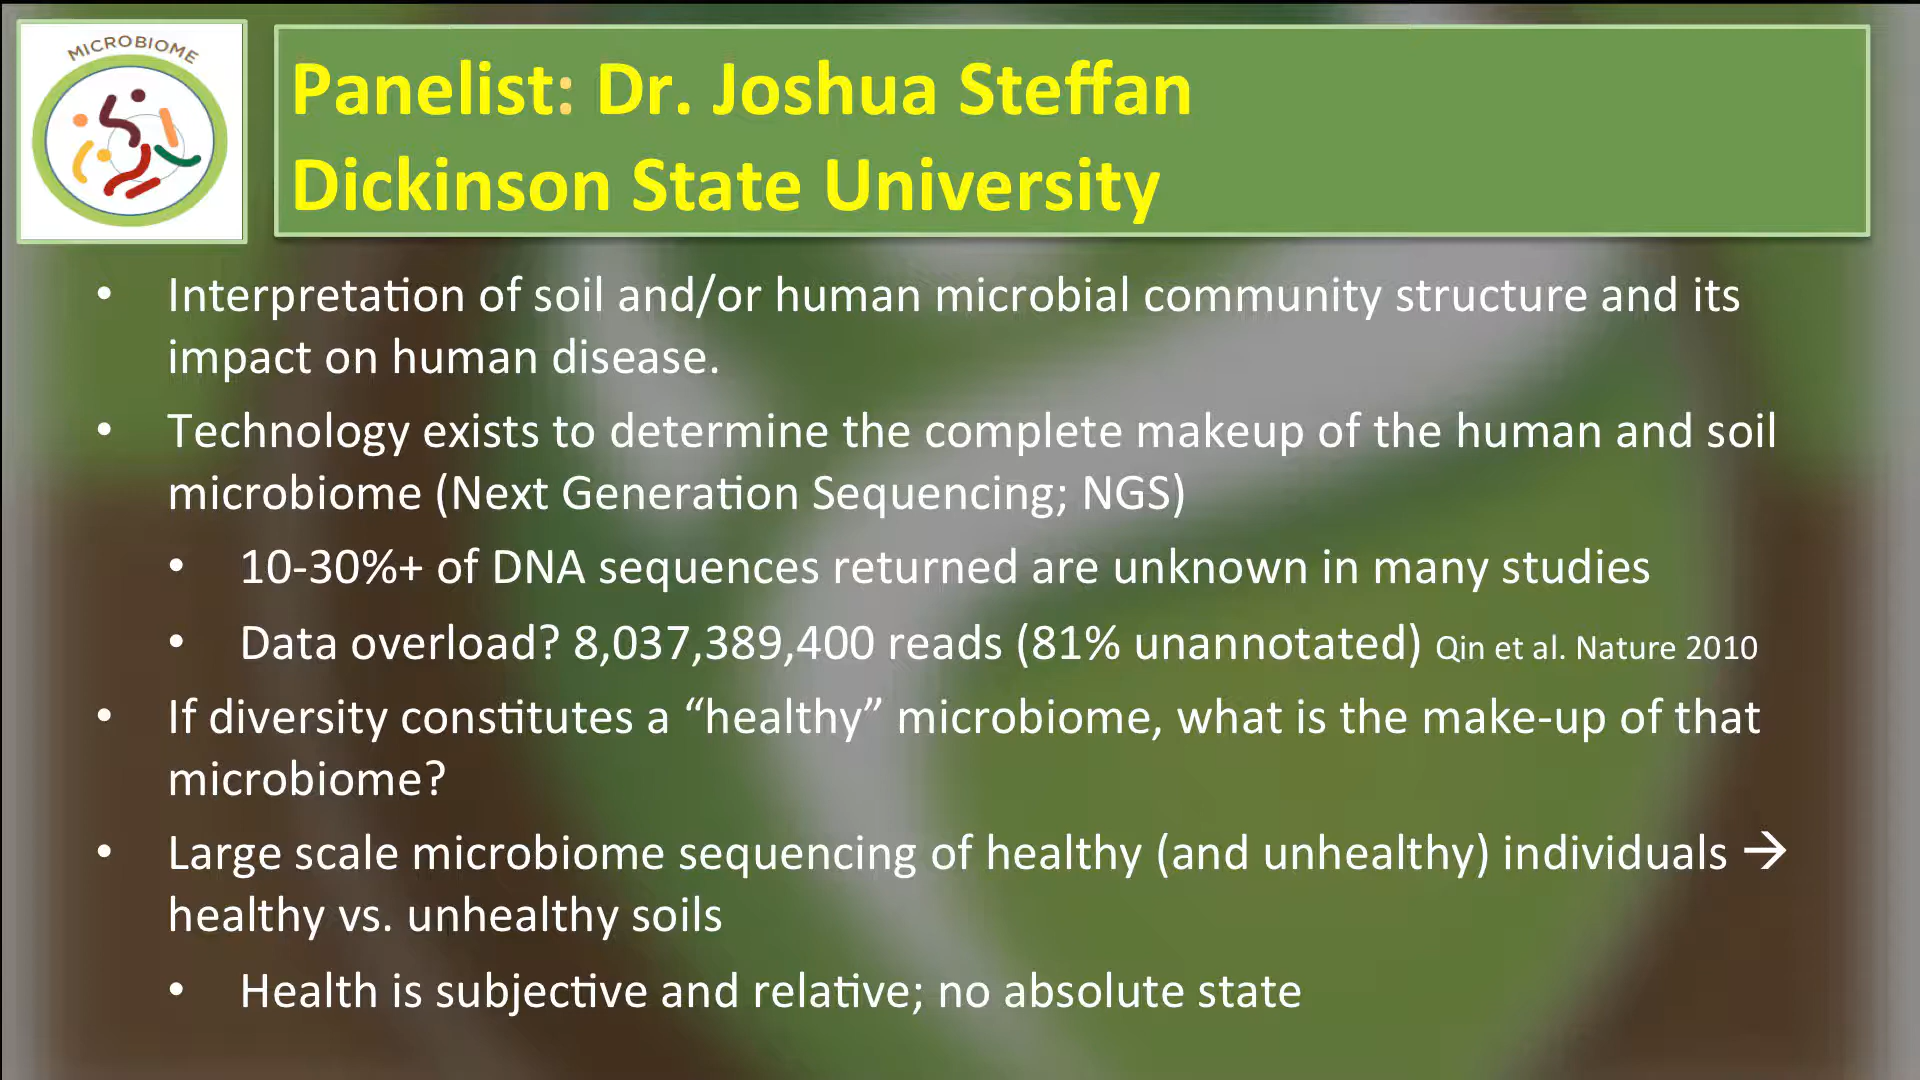 MICROBIOME
Panelist: Dr. Joshua Steffan
Dickinson State University
• Interpretation of soil and/or human microbial community structure and its
impact on human disease.
• Technology exists to determine the complete makeup of the human and soil
microbiome (Next Generation Sequencing; NGS)
• 10-30%+ of DNA sequences returned are unknown in many studies
• Data overload? 8,037,389,400 reads (81% unannotated) Qin et al. Nature 2010
• If diversity constitutes a “healthy” microbiome, what is the make-up of that
microbiome?
• Large scale microbiome sequencing of healthy (and unhealthy) individuals →
healthy vs. unhealthy soils
• Health is subjective and relative; no absolute state